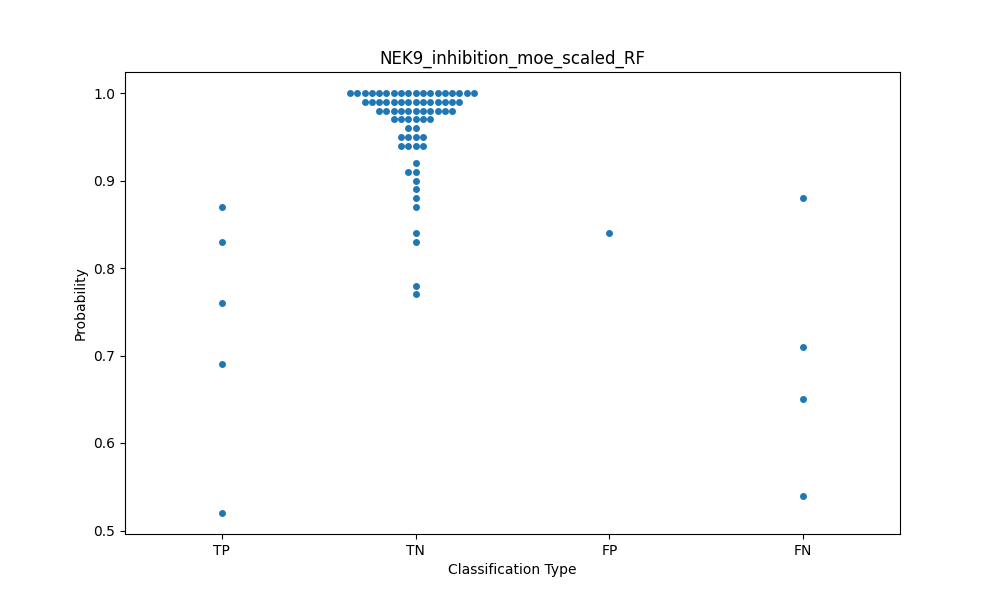 NEK9_inhibition_moe_scaled_RF
1.0
0.9
0.8
0.7
0.6
0.5
Probability
TP TN FP FN
Classification Type